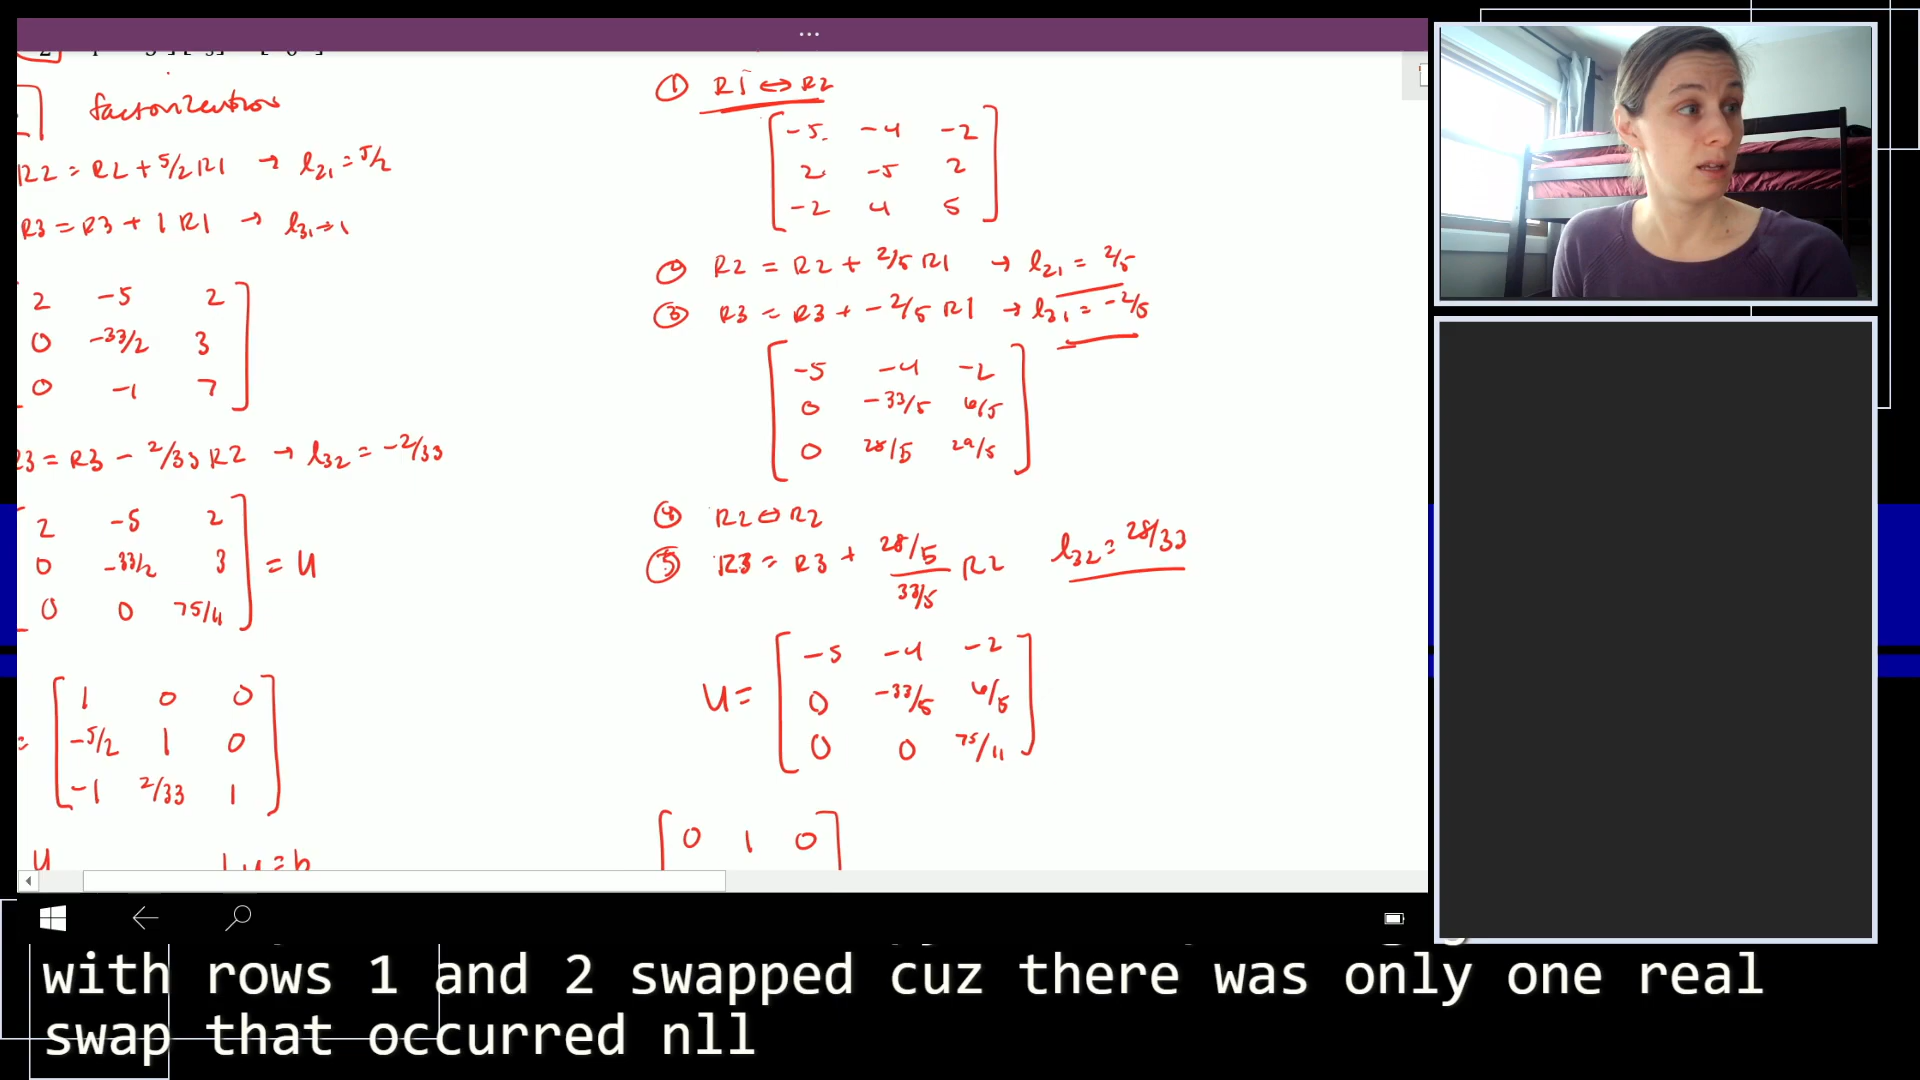 factorization
R2 = R2 + 5/2 R1 → l21 = 5/2
R3 = R3 + 1 R1 → l31 → 1
2 -5 2
0 -33/2 3
0 -1 7
R3 = R3 - 2/33 R2 → l32 = -2/33
2 -5 2
0 -33/2 3 = U
0 0 75/11
1 0 0
= -5/2 1 0
-1 2/33 1
U Ly = b
① R1 ⇔ R2
-5 -4 -2
2 -5 2
-2 4 5
② R2 = R2 + 2/5 R1 → l21 = 2/5
③ R3 = R3 + -2/5 R1 → l31 = -2/5
-5 -4 -2
0 -33/5 6/5
0 28/5 29/5
④ R2 ⇔ R2
⑤ R3 = R3 + 28/5 / 33/5 R2 l32 = 28/33
-5 -4 -2
U = 0 -33/5 6/5
0 0 75/11
0 1 0
with rows 1 and 2 swapped cuz there was only one real
swap that occurred nll